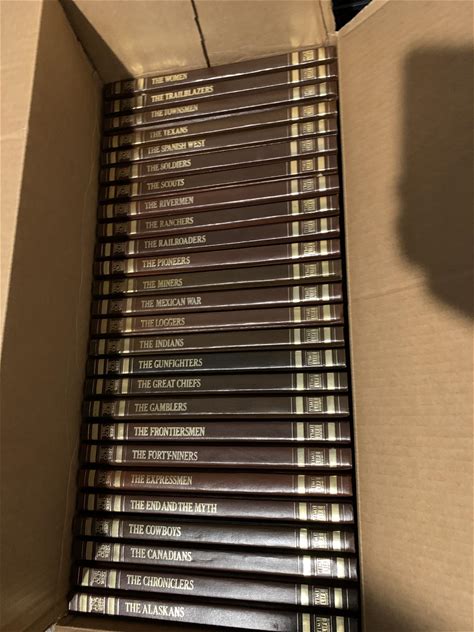 THE WOMEN
THE TRAILBLAZERS
THE TOWNSMEN
THE TEXANS
THE SPANISH WEST
THE SOLDIERS
THE SCOUTS
THE RIVERMEN
THE RANCHERS
THE RAILROADERS
THE PIONEERS
THE MINERS
THE MEXICAN WAR
THE LOGGERS
THE INDIANS
THE GUNFIGHTERS
THE GREAT CHIEFS
THE GAMBLERS
THE FRONTIERSMEN
THE FORTY-NINERS
THE EXPRESSMEN
THE END AND THE MYTH
THE COWBOYS
THE CANADIANS
THE CHRONICLERS
THE ALASKANS